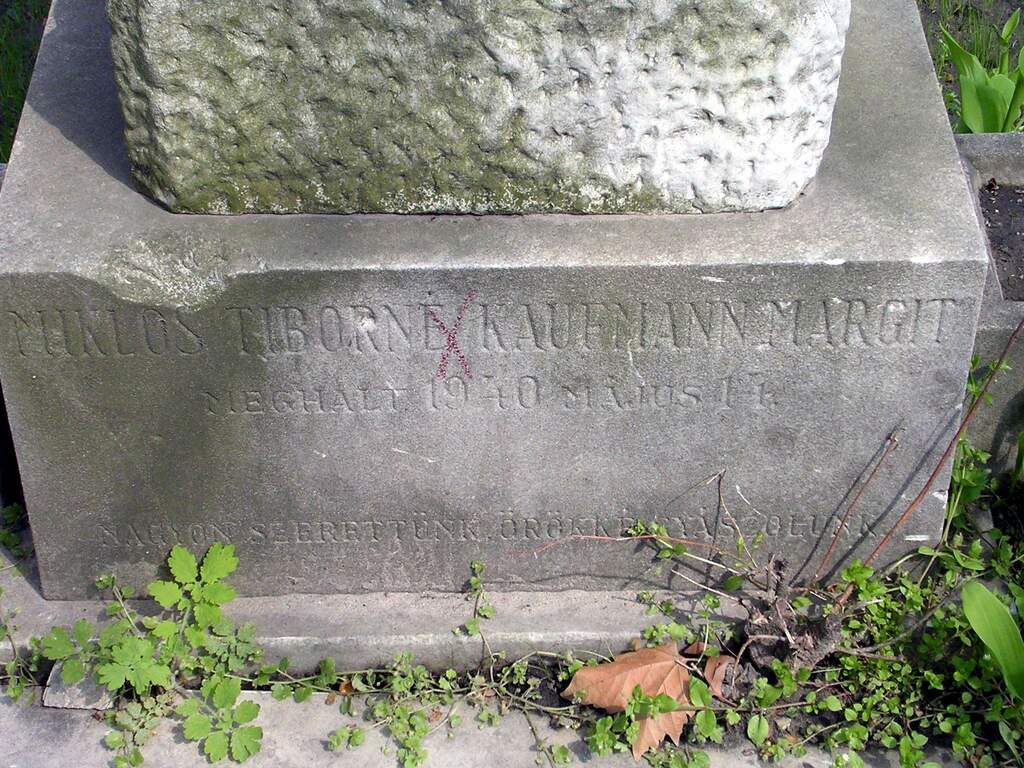 MIKLOS TIBORNÉ KAUFMANN MARGIT
MEGHALT 1940 MÁJUS 14.
NAGYON SZERETTÜNK, ÖRÖKKÉ GYÁSZOLUNK